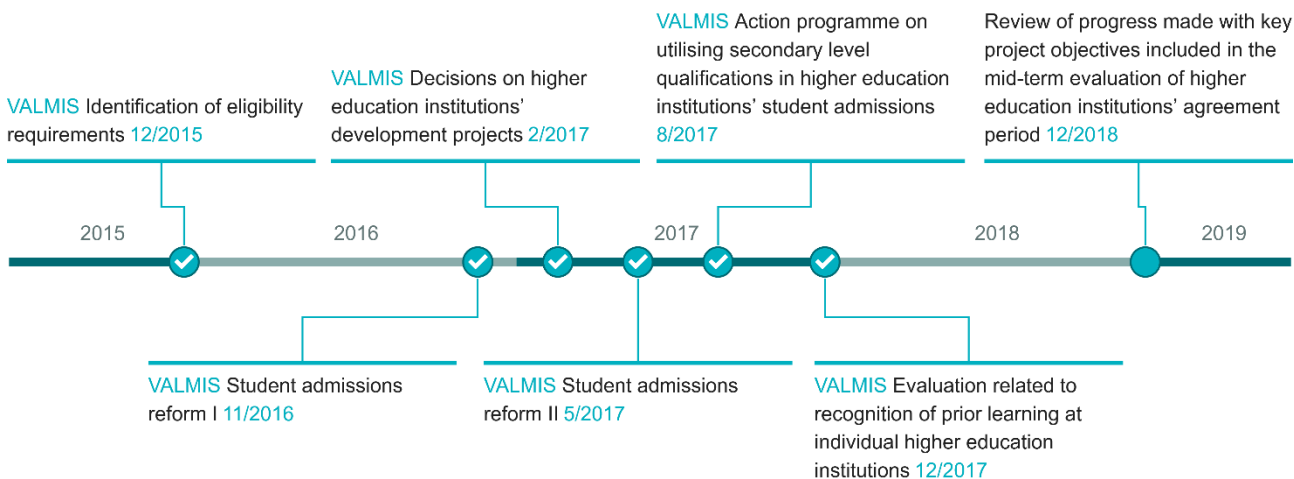 VALMIS Identification of eligibility
requirements 12/2015
VALMIS Decisions on higher
education institutions’
development projects 2/2017
VALMIS Action programme on
utilising secondary level
qualifications in higher education
institutions’ student admissions
8/2017
Review of progress made with key
project objectives included in the
mid-term evaluation of higher
education institutions’ agreement
period 12/2018
2015
2016
2017
2018
2019
VALMIS Student admissions
reform I 11/2016
VALMIS Student admissions
reform II 5/2017
VALMIS Evaluation related to
recognition of prior learning at
individual higher education
institutions 12/2017